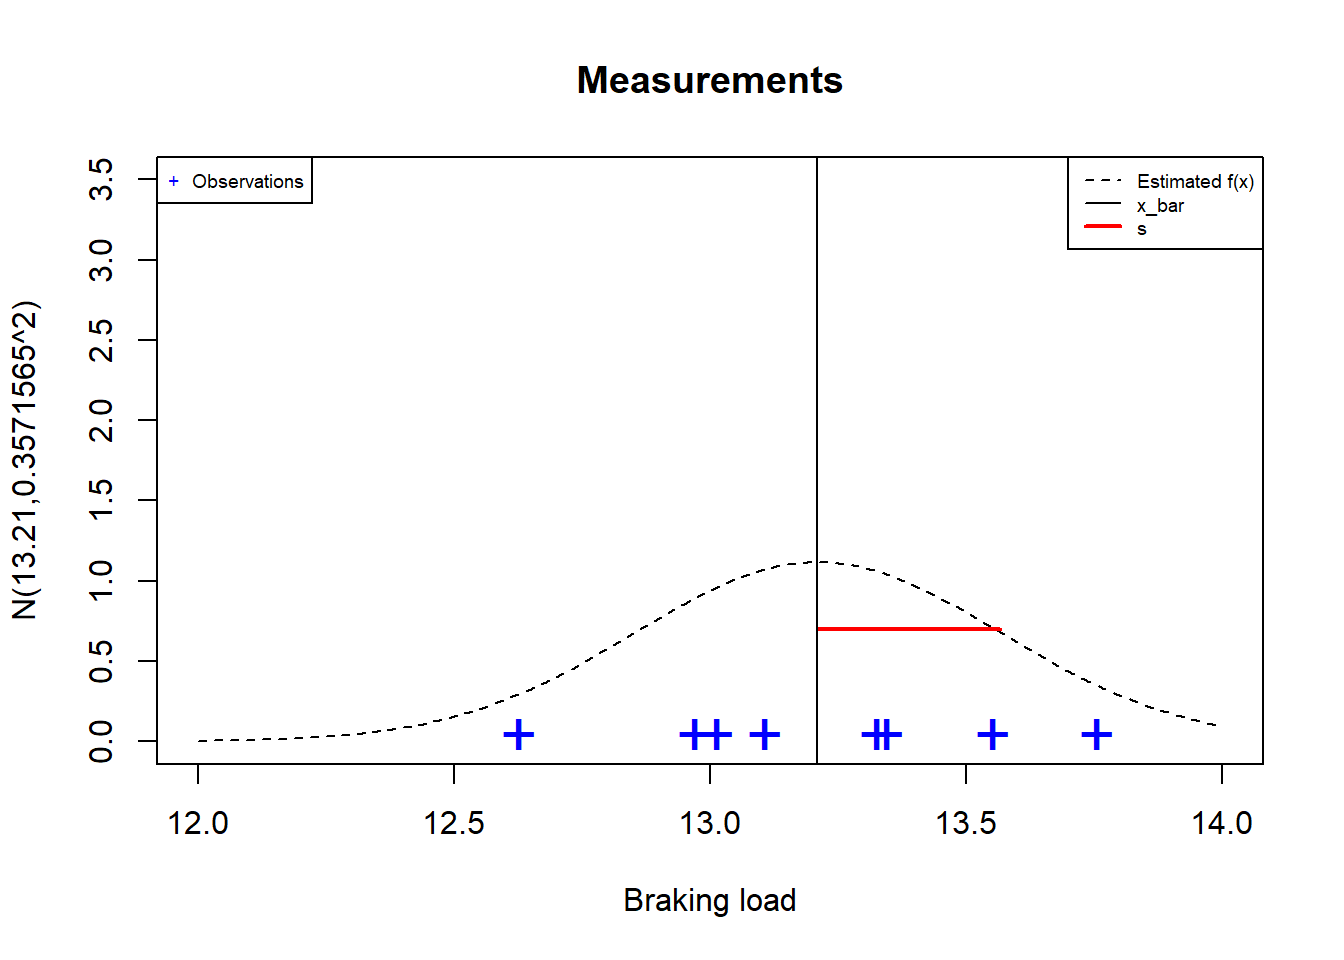 Measurements
+ Observations
Estimated f(x)
x_bar
s
N(13.21,0.3571565^2)
3.5
3.0
2.5
2.0
1.5
1.0
0.5
0.0
12.0 12.5 13.0 13.5 14.0
Braking load